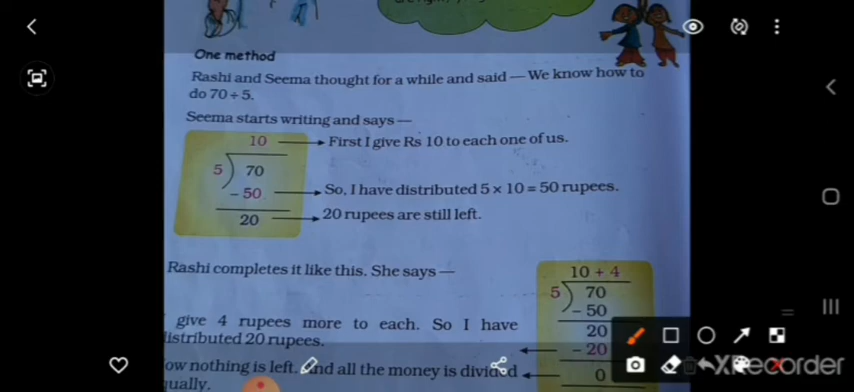 One method
Rashi and Seema thought for a while and said — We know how to
do 70 ÷ 5.
Seema starts writing and says —
10 First I give Rs 10 to each one of us.
5 ) 70
– 50 So, I have distributed 5 × 10 = 50 rupees.
20 20 rupees are still left.
Rashi completes it like this. She says —
give 4 rupees more to each. So I have
distributed 20 rupees.
ow nothing is left. And all the money is divided
qually.
10 + 4
5 ) 70
– 50
20
– 20
0
XRecorder